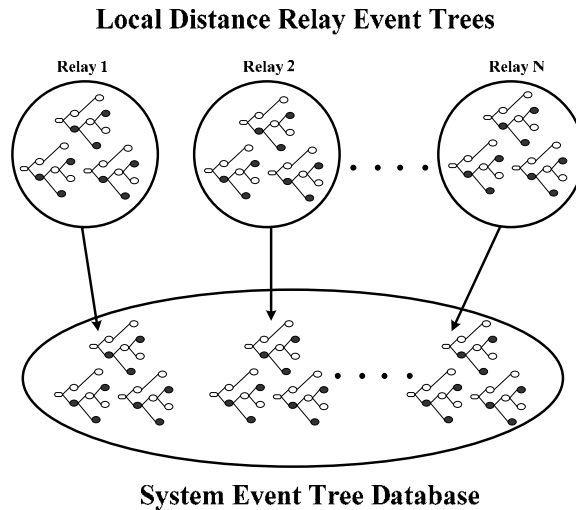 Local Distance Relay Event Trees
Relay 1
Relay 2
Relay N
System Event Tree Database